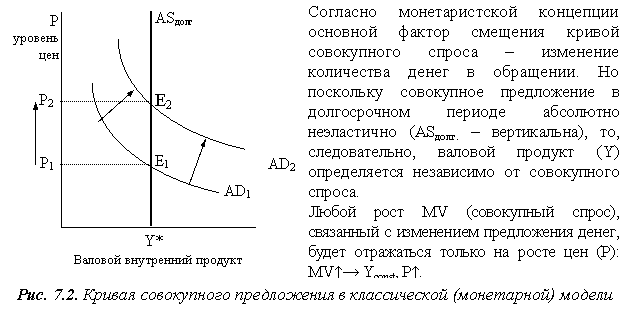 P
уровень
цен
ASдолг
P2
E2
P1
E1
AD2
AD1
Y*
Валовой внутренний продукт
Согласно монетаристской концепции
основной фактор смещения кривой
совокупного спроса – изменение
количества денег в обращении. Но
поскольку совокупное предложение в
долгосрочном периоде абсолютно
неэластично (ASдолг. – вертикальна), то,
следовательно, валовой продукт (Y)
определяется независимо от совокупного
спроса.
Любой рост MV (совокупный спрос),
связанный с изменением предложения денег,
будет отражаться только на росте цен (P):
MV↑→ Yconst, P↑.
Рис. 7.2. Кривая совокупного предложения в классической (монетарной) модели